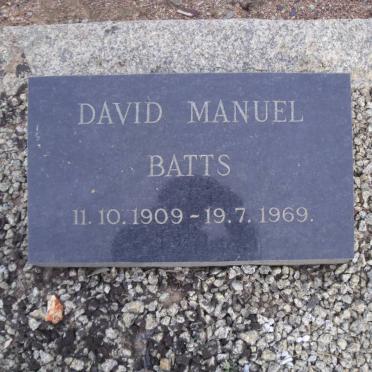 DAVID MANUEL
BATTS
11.10.1909 - 19.7.1969.